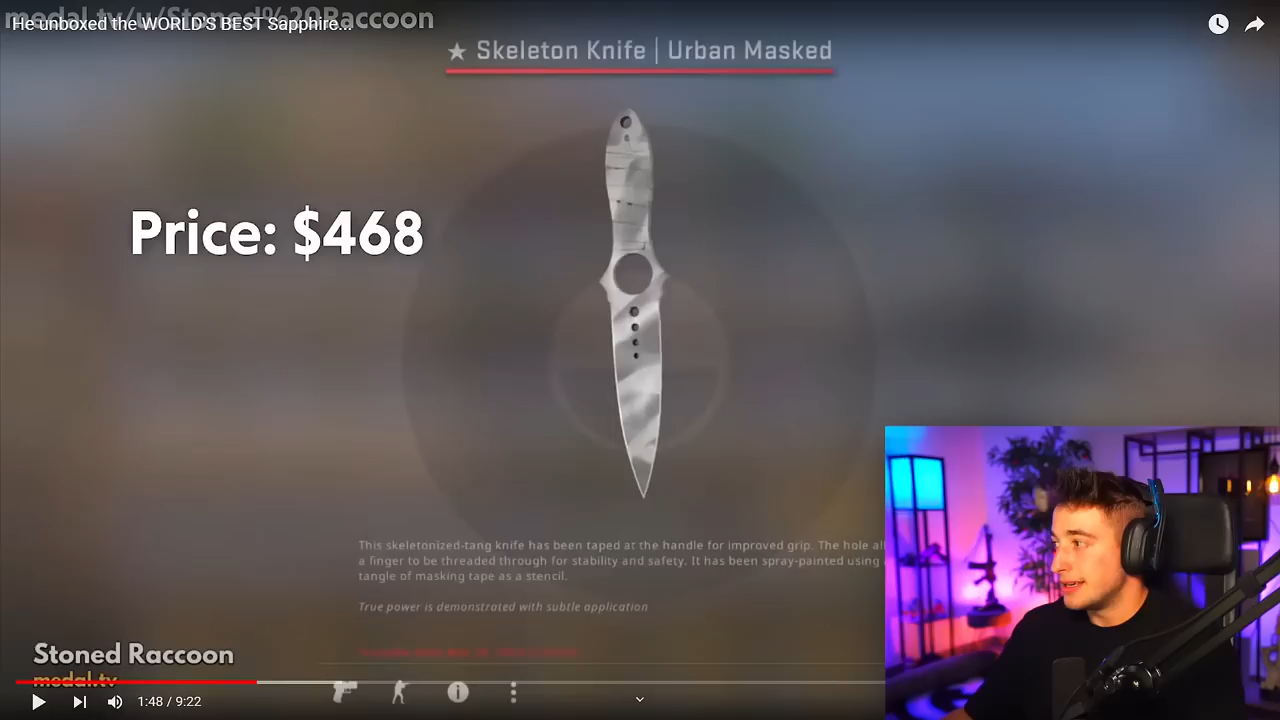 medal.tv/u/Stoned%20Raccoon
He unboxed the WORLD'S BEST Sapphire...
★ Skeleton Knife | Urban Masked
Price: $468
This skeletonized-tang knife has been taped at the handle for improved grip. The hole al
a finger to be threaded through for stability and safety. It has been spray-painted using
tangle of masking tape as a stencil.
True power is demonstrated with subtle application
Stoned Raccoon
medal.tv
1:48 / 9:22